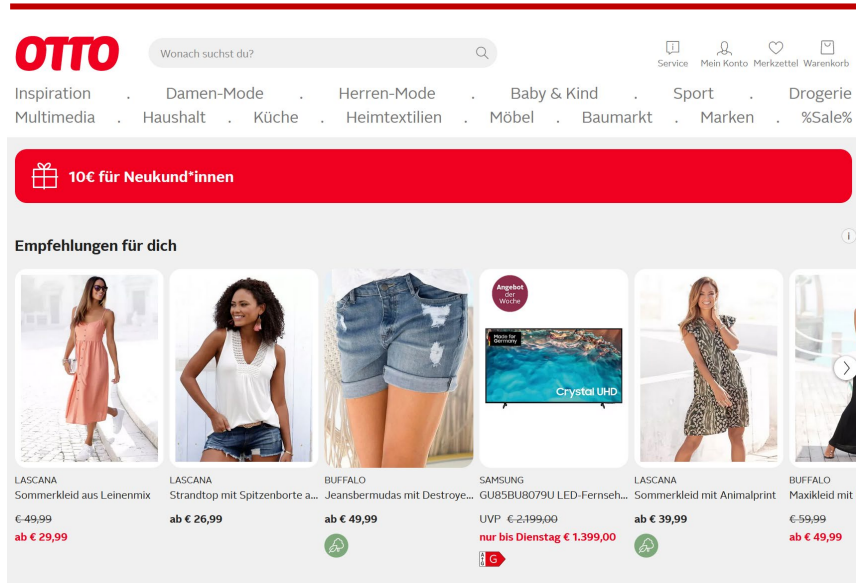 OTTO
Wonach suchst du?
Service Mein Konto Merkzettel Warenkorb
Inspiration . Damen-Mode . Herren-Mode . Baby & Kind . Sport . Drogerie
Multimedia . Haushalt . Küche . Heimtextilien . Möbel . Baumarkt . Marken . %Sale%
10€ für Neukund*innen
Empfehlungen für dich
i
Angebot
der
Woche
Made for
Germany
Crystal UHD
LASCANA LASCANA BUFFALO SAMSUNG LASCANA BUFFALO
Sommerkleid aus Leinenmix Strandtop mit Spitzenborte a... Jeansbermudas mit Destroye... GU85BU8079U LED-Fernseh... Sommerkleid mit Animalprint Maxikleid mit
€ 49,99 ab € 26,99 ab € 49,99 UVP € 2.199,00 ab € 39,99 € 59,99
ab € 29,99 nur bis Dienstag € 1.399,00 ab € 49,99
G